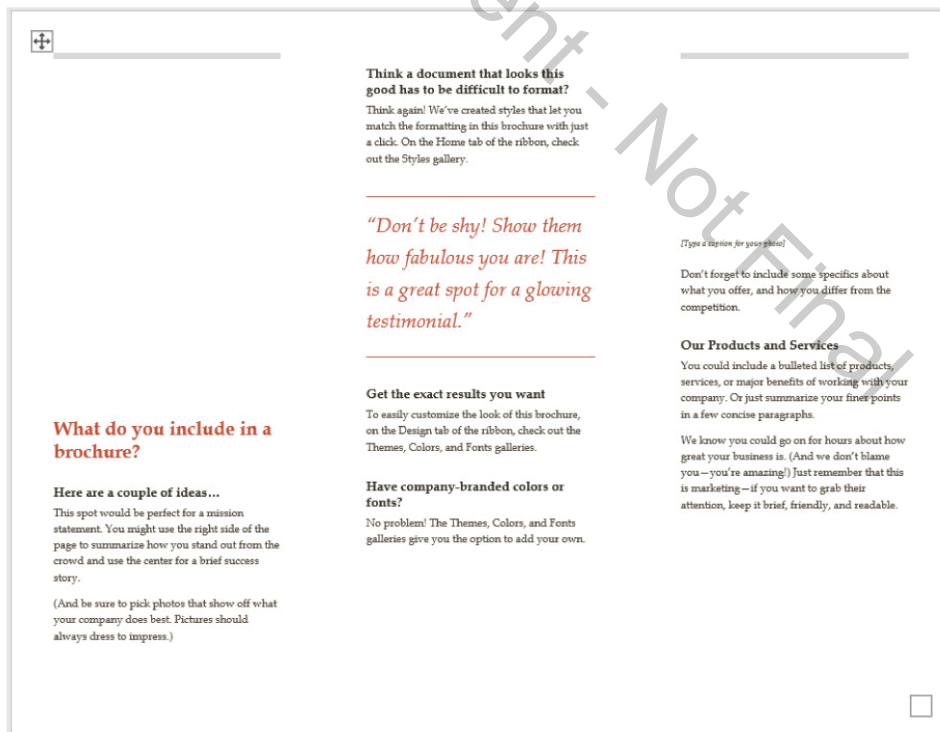 What do you include in a
brochure?
Here are a couple of ideas…
This spot would be perfect for a mission
statement. You might use the right side of the
page to summarize how you stand out from the
crowd and use the center for a brief success
story.
(And be sure to pick photos that show off what
your company does best. Pictures should
always dress to impress.)
Think a document that looks this
good has to be difficult to format?
Think again! We’ve created styles that let you
match the formatting in this brochure with just
a click. On the Home tab of the ribbon, check
out the Styles gallery.
“Don’t be shy! Show them
how fabulous you are! This
is a great spot for a glowing
testimonial.”
Get the exact results you want
To easily customize the look of this brochure,
on the Design tab of the ribbon, check out the
Themes, Colors, and Fonts galleries.
Have company-branded colors or
fonts?
No problem! The Themes, Colors, and Fonts
galleries give you the option to add your own.
[Type a caption for your photo]
Don’t forget to include some specifics about
what you offer, and how you differ from the
competition.
Our Products and Services
You could include a bulleted list of products,
services, or major benefits of working with your
company. Or just summarize your finer points
in a few concise paragraphs.
We know you could go on for hours about how
great your business is. (And we don’t blame
you—you’re amazing!) Just remember that this
is marketing—if you want to grab their
attention, keep it brief, friendly, and readable.
ent - Not Final